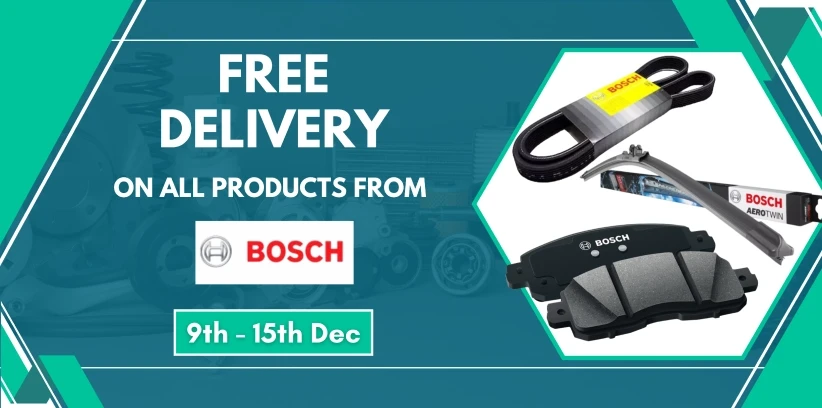 FREE
DELIVERY
ON ALL PRODUCTS FROM
BOSCH
9th - 15th Dec
BOSCH
BOSCH
AEROTWIN
BOSCH